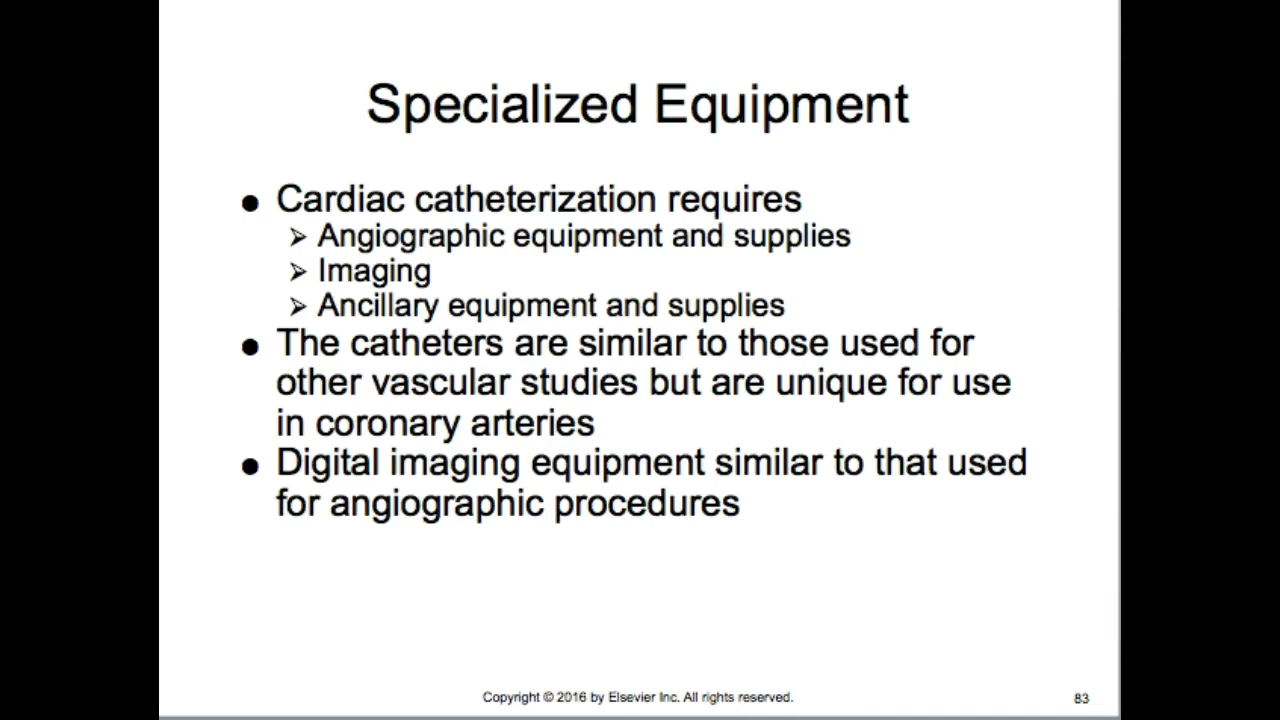 Specialized Equipment
● Cardiac catheterization requires
➢ Angiographic equipment and supplies
➢ Imaging
➢ Ancillary equipment and supplies
● The catheters are similar to those used for
other vascular studies but are unique for use
in coronary arteries
● Digital imaging equipment similar to that used
for angiographic procedures
Copyright © 2016 by Elsevier Inc. All rights reserved.
83